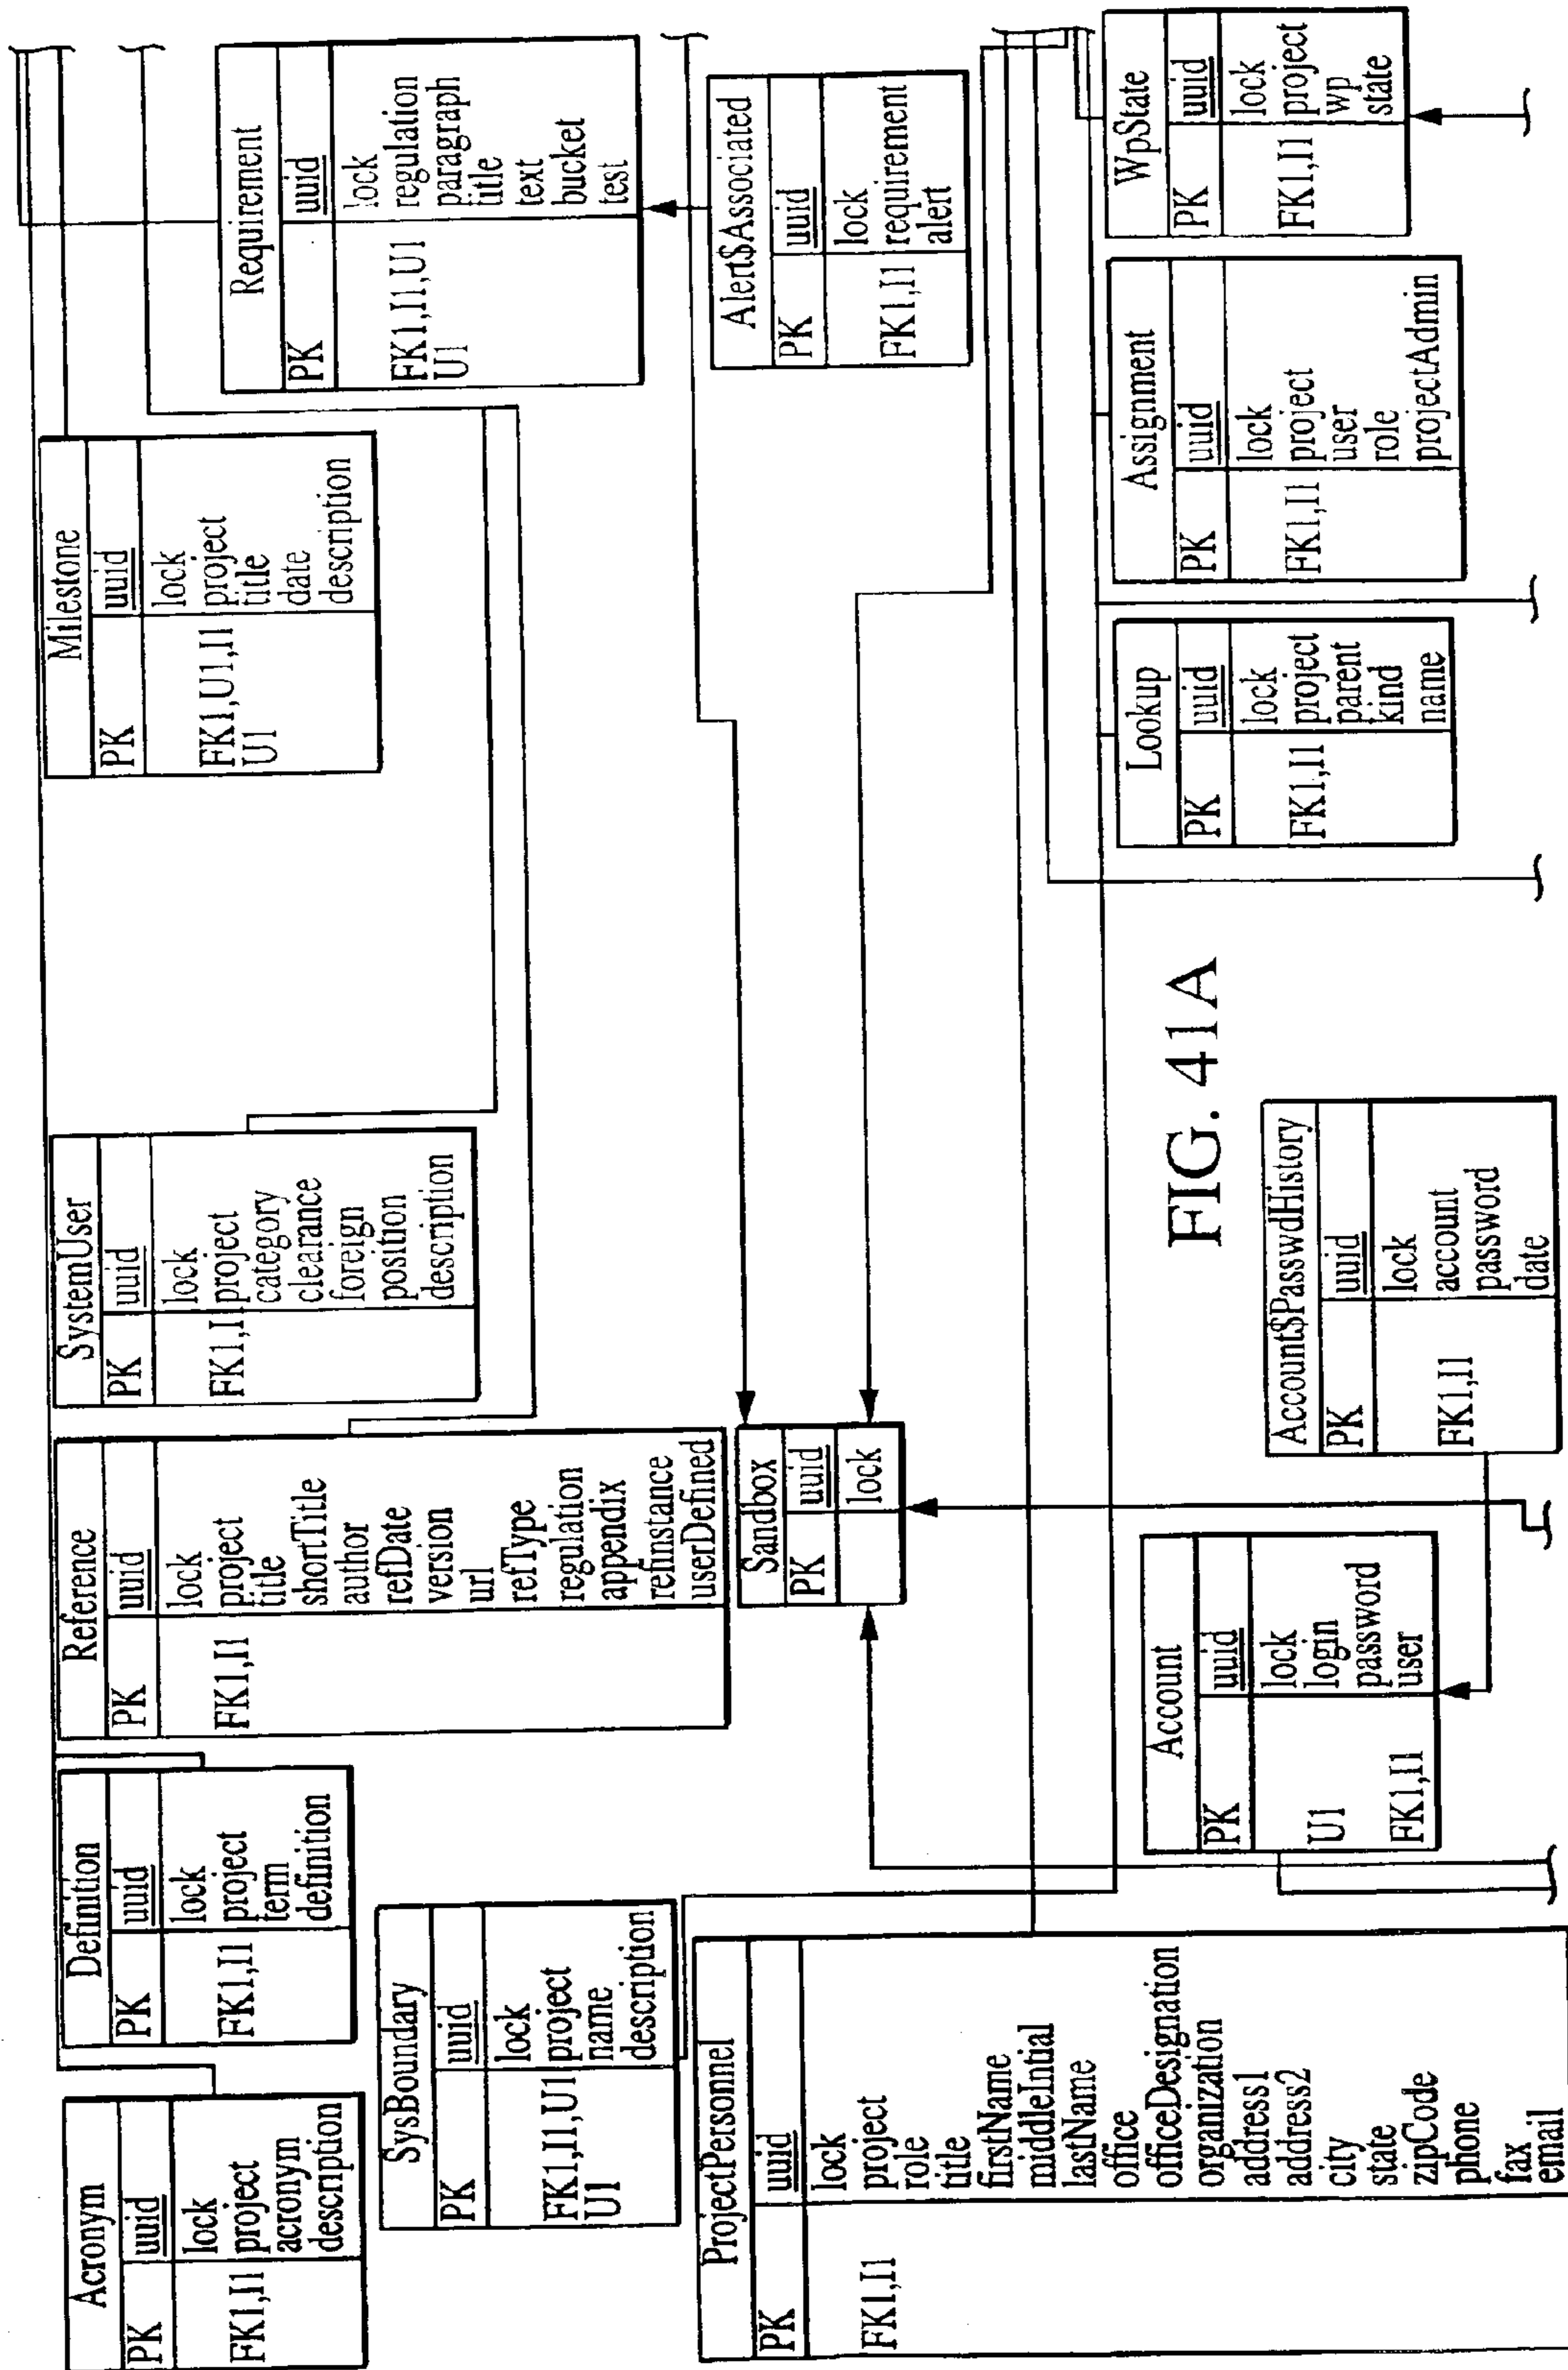 Acronym
PK uuid
lock
FK1,I1 project
acronym
description
Definition
PK uuid
lock
FK1,I1 project
term
definition
Reference
PK uuid
lock
FK1,I1 project
title
shortTitle
author
refDate
version
url
refType
regulation
appendix
refinstance
userDefined
SystemUser
PK uuid
lock
FK1,I project
category
clearance
foreign
position
description
Milestone
PK uuid
lock
FK1,U1,I1 project
U1 title
date
description
Requirement
PK uuid
lock
FK1,I1,U1 regulation
U1 paragraph
title
text
bucket
test
SysBoundary
PK uuid
lock
FK1,I1,U1 project
U1 name
description
Sandbox
PK uuid
lock
Alert$Associated
PK uuid
lock
FK1,I1 requirement
alert
ProjectPersonnel
PK uuid
lock
FK1,I1 project
role
title
firstName
middleIntial
lastName
office
officeDesignation
organization
address1
address2
city
state
zipCode
phone
fax
email
Account
PK uuid
lock
U1 login
password
FK1,I1 user
Account$PasswdHistory
PK uuid
lock
FK1,I1 account
password
date
Lookup
PK uuid
lock
FK1,I1 project
parent
kind
name
Assignment
PK uuid
lock
FK1,I1 project
user
role
projectAdmin
WpState
PK uuid
lock
FK1,I1 project
wp
state
FIG. 41A